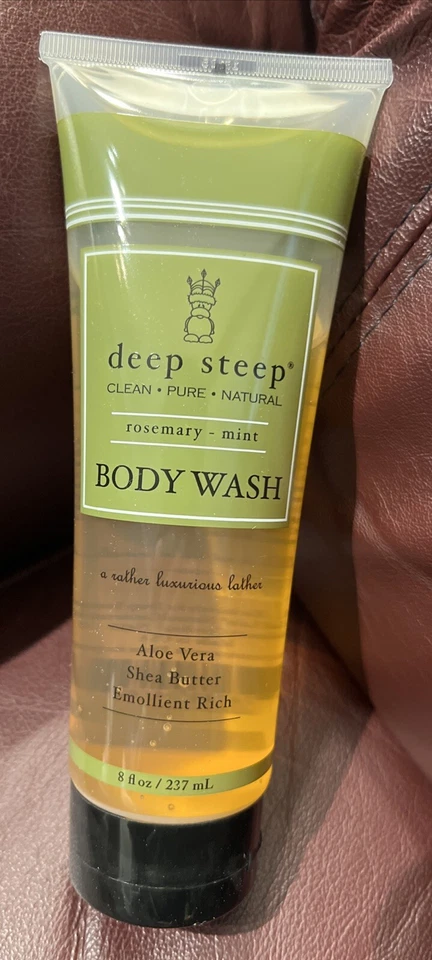 deep steep®
CLEAN • PURE • NATURAL
rosemary - mint
BODY WASH
a rather luxurious lather
Aloe Vera
Shea Butter
Emollient Rich
8 fl oz / 237 mL